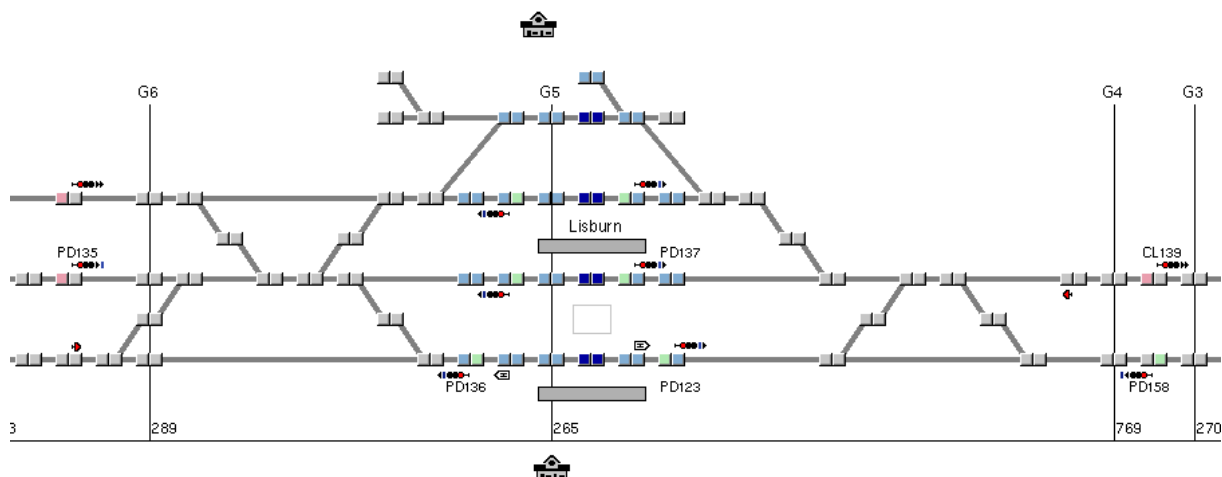 G6
G5
G4
G3
Lisburn
PD135
PD137
CL139
PD136
PD123
PD158
3
289
265
769
270